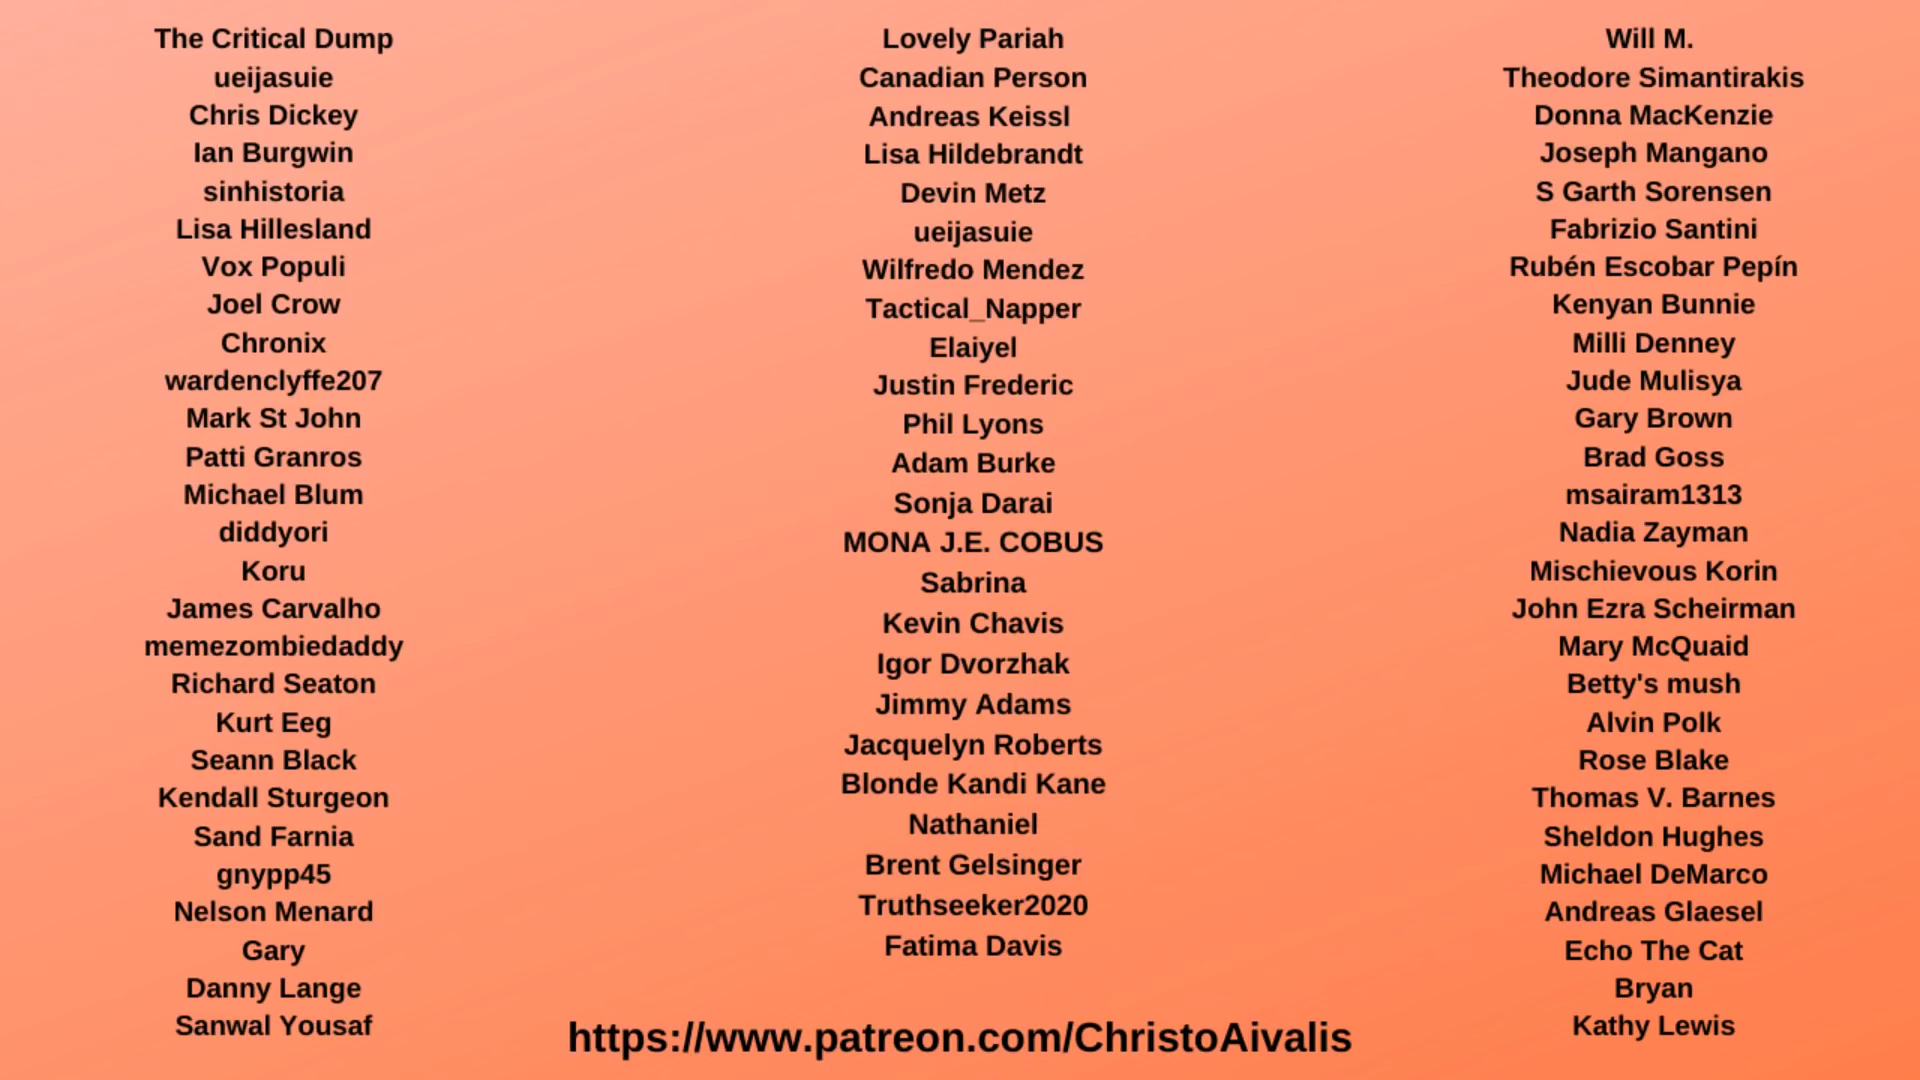 The Critical Dump
ueijasuie
Chris Dickey
Ian Burgwin
sinhistoria
Lisa Hillesland
Vox Populi
Joel Crow
Chronix
wardenclyffe207
Mark St John
Patti Granros
Michael Blum
diddyori
Koru
James Carvalho
memezombiedaddy
Richard Seaton
Kurt Eeg
Seann Black
Kendall Sturgeon
Sand Farnia
gnypp45
Nelson Menard
Gary
Danny Lange
Sanwal Yousaf
Lovely Pariah
Canadian Person
Andreas Keissl
Lisa Hildebrandt
Devin Metz
ueijasuie
Wilfredo Mendez
Tactical_Napper
Elaiyel
Justin Frederic
Phil Lyons
Adam Burke
Sonja Darai
MONA J.E. COBUS
Sabrina
Kevin Chavis
Igor Dvorzhak
Jimmy Adams
Jacquelyn Roberts
Blonde Kandi Kane
Nathaniel
Brent Gelsinger
Truthseeker2020
Fatima Davis
Will M.
Theodore Simantirakis
Donna MacKenzie
Joseph Mangano
S Garth Sorensen
Fabrizio Santini
Rubén Escobar Pepín
Kenyan Bunnie
Milli Denney
Jude Mulisya
Gary Brown
Brad Goss
msairam1313
Nadia Zayman
Mischievous Korin
John Ezra Scheirman
Mary McQuaid
Betty's mush
Alvin Polk
Rose Blake
Thomas V. Barnes
Sheldon Hughes
Michael DeMarco
Andreas Glaesel
Echo The Cat
Bryan
Kathy Lewis
https://www.patreon.com/ChristoAivalis